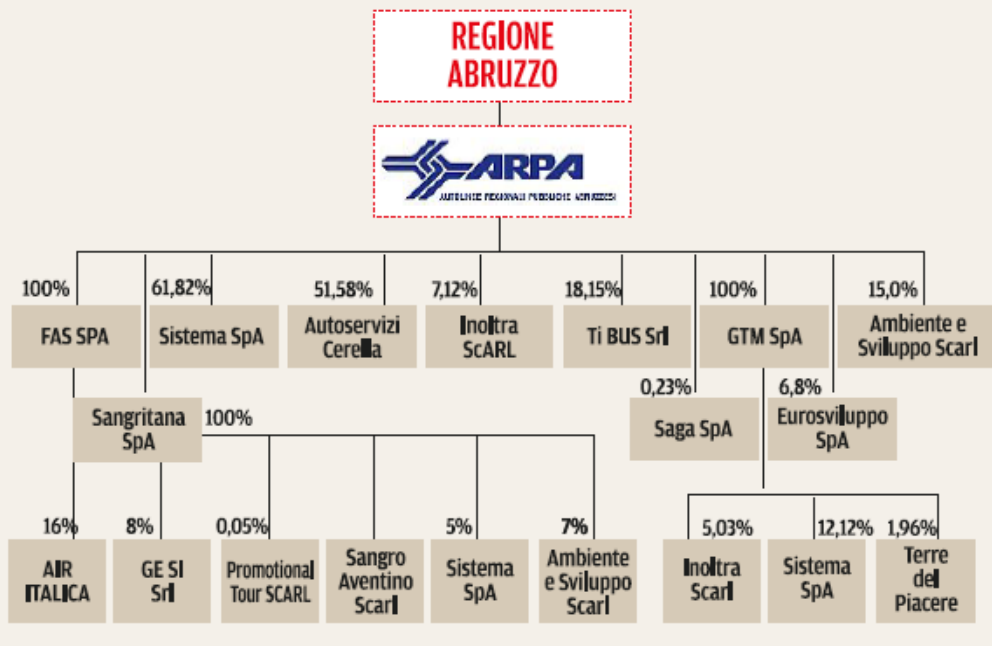 REGIONE
ABRUZZO
ARPA
AUTOLINEE REGIONALI PUBBLICHE ABRUZZESI
100%
61,82%
51,58%
7,12%
18,15%
100%
15,0%
FAS SPA
Sistema SpA
Autoservizi
Cerella
Inoltra
ScARL
Ti BUS Srl
GTM SpA
Ambiente e
Sviluppo Scarl
0,23%
6,8%
Sangritana
SpA
100%
Saga SpA
Eurosviluppo
SpA
16%
8%
0,05%
5%
7%
5,03%
12,12%
1,96%
AIR
ITALICA
GE SI
Srl
Promotional
Tour SCARL
Sangro
Aventino
Scarl
Sistema
SpA
Ambiente
e Sviluppo
Scarl
Inoltra
Scarl
Sistema
SpA
Terre
del
Piacere